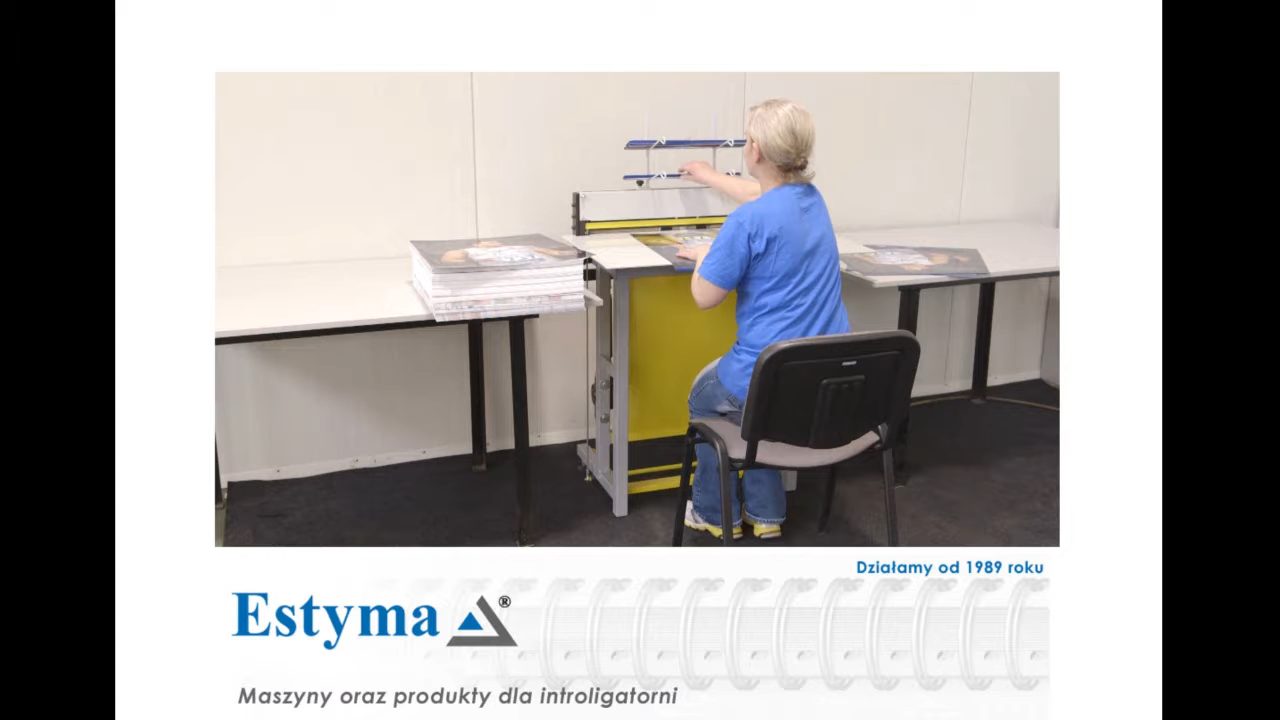 Działamy od 1989 roku
Estyma ®
Maszyny oraz produkty dla introligatorni